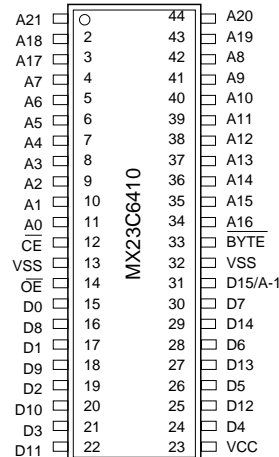 A21 44 A20
A18 2 43 A19
A17 3 42 A8
A7 4 41 A9
A6 5 40 A10
A5 6 39 A11
A4 7 38 A12
A3 8 37 A13
A2 9 36 A14
A1 10 35 A15
A0 11 34 A16
CE 12 33 BYTE
VSS 13 32 VSS
OE 14 31 D15/A-1
D0 15 30 D7
D8 16 29 D14
D1 17 28 D6
D9 18 27 D13
D2 19 26 D5
D10 20 25 D12
D3 21 24 D4
D11 22 23 VCC
MX23C6410